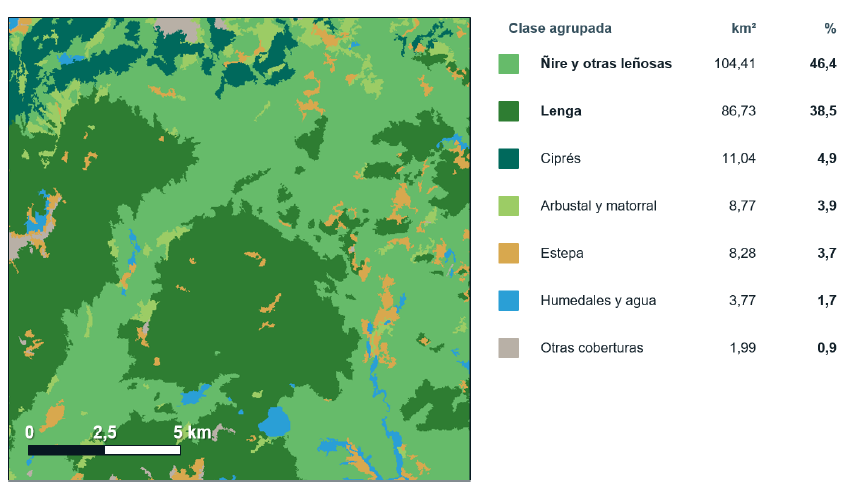 Clase agrupada km² %
Ñire y otras leñosas 104,41 46,4
Lenga 86,73 38,5
Ciprés 11,04 4,9
Arbustal y matorral 8,77 3,9
Estepa 8,28 3,7
Humedales y agua 3,77 1,7
Otras coberturas 1,99 0,9
0 2,5 5 km